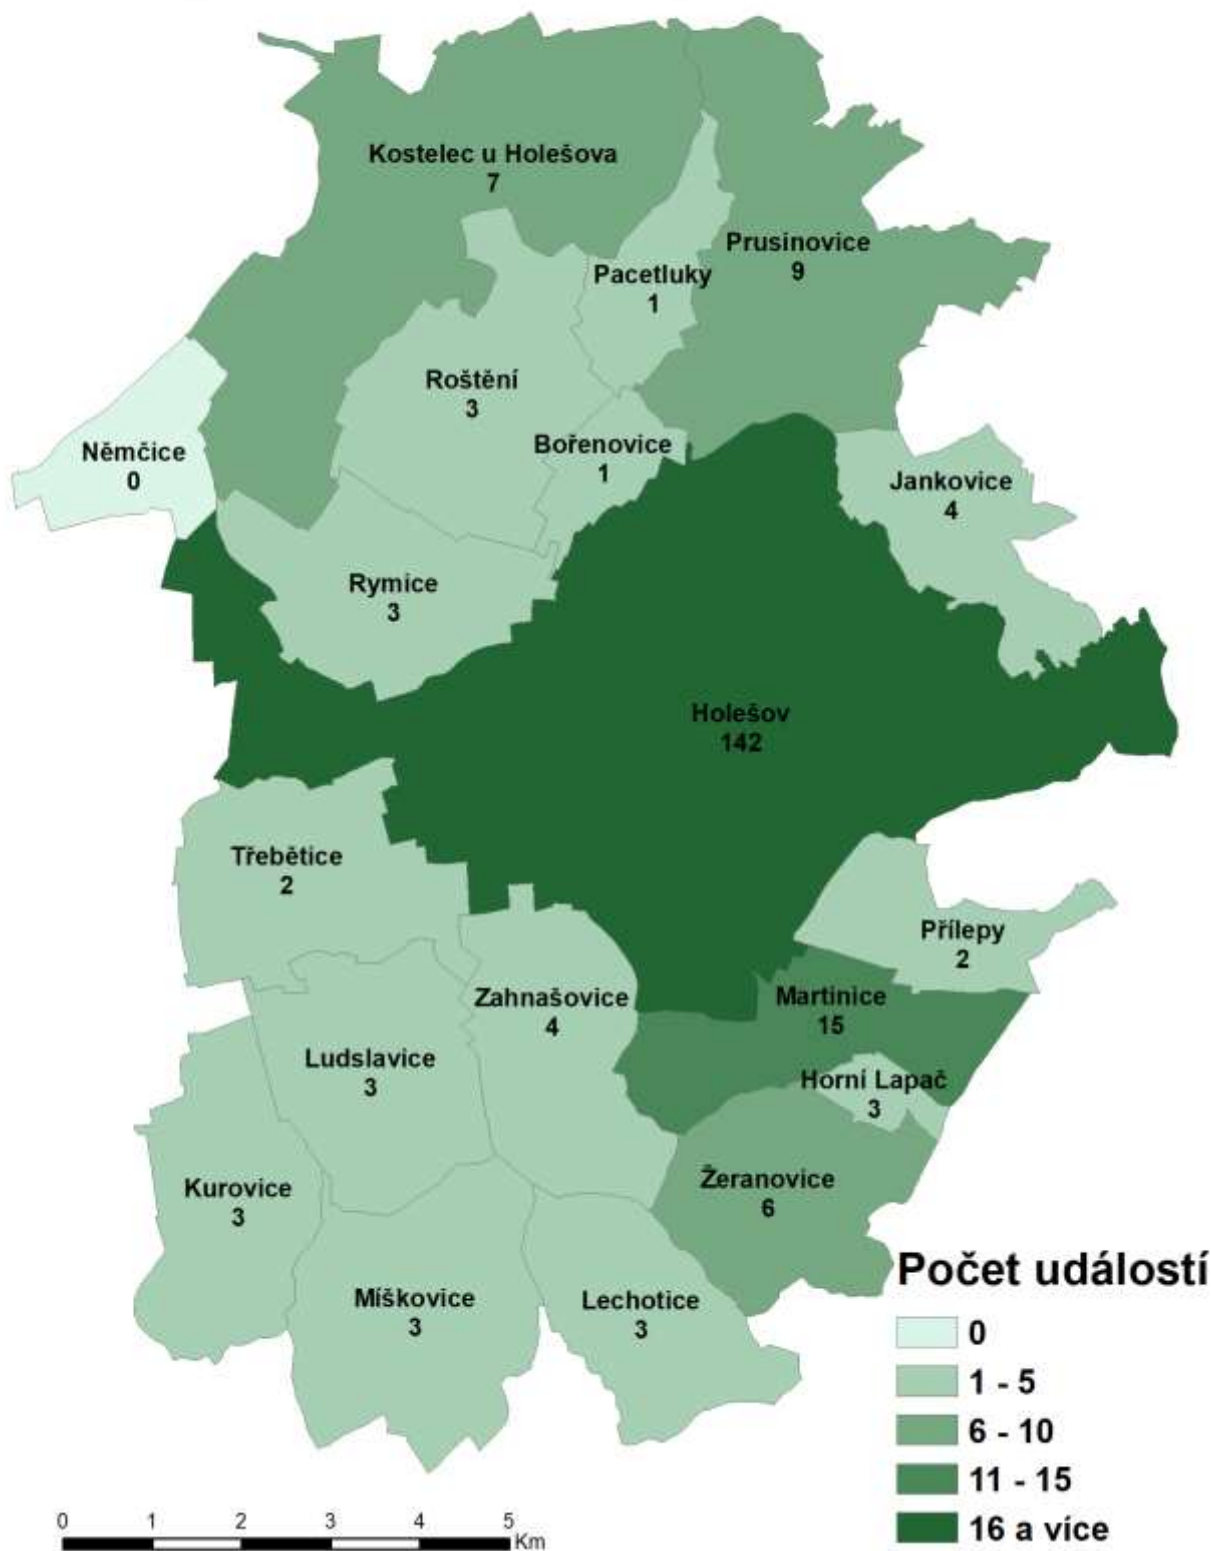 Kostelec u Holešova
7
Prusinovice
9
Pacetluky
1
Roštění
3
Bořenovice
1
Němčice
0
Jankovice
4
Rymice
3
Holešov
142
Třebětice
2
Přílepy
2
Zahnašovice
4
Martinice
15
Ludslavice
3
Horní Lapač
3
Kurovice
3
Žeranovice
6
Míškovice
3
Lechotice
3
Počet událostí
0
1 - 5
6 - 10
11 - 15
16 a více
0 1 2 3 4 5
Km